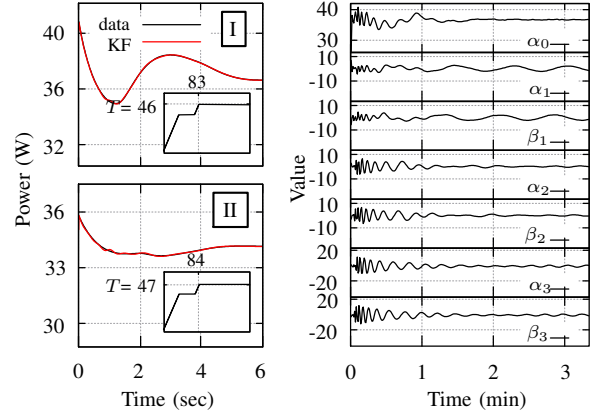 data
KF
I
40
36
34
32
30
83
T = 46
II
36
33
30
84
T = 47
Power (W)
0
2
4
6
Time (sec)
40
30
α0
-10
α1
-10
β1
10
-10
α2
10
-10
β2
20
-20
α3
20
-20
β3
Value
0
1
2
3
Time (min)